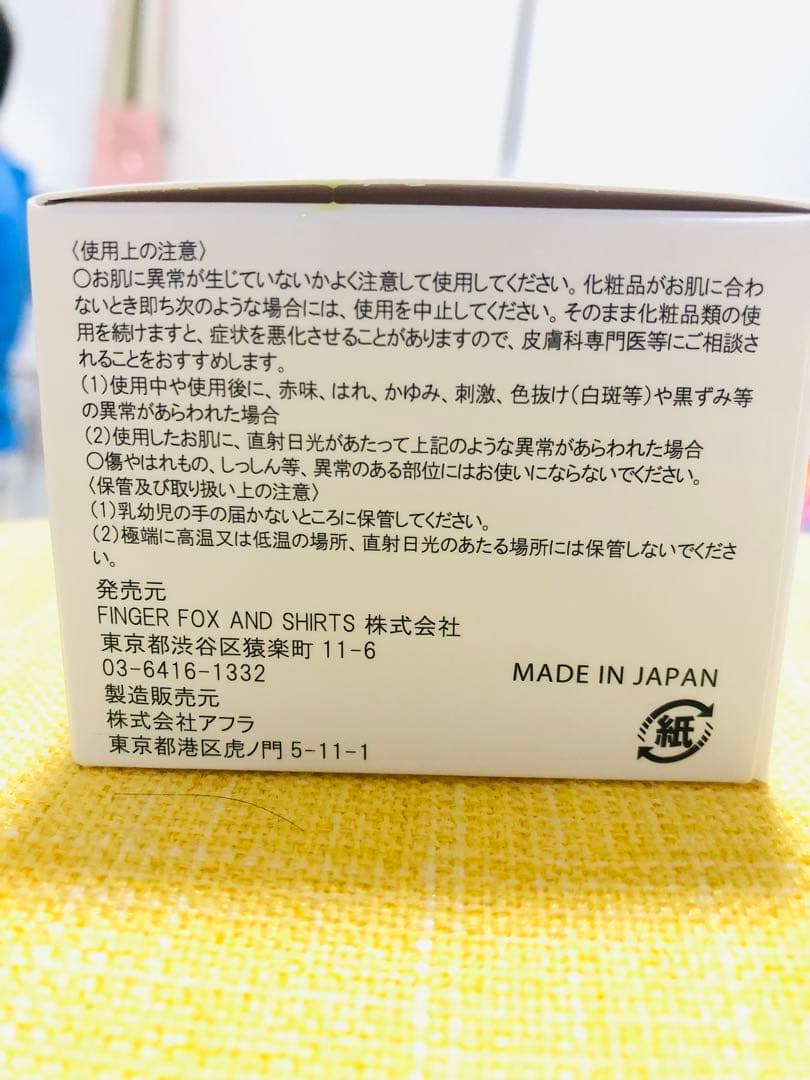 〈使用上の注意〉
○お肌に異常が生じていないかよく注意して使用してください。化粧品がお肌に合わ
ないとき即ち次のような場合には、使用を中止してください。そのまま化粧品類の使
用を続けますと、症状を悪化させることがありますので、皮膚科専門医等にご相談さ
れることをおすすめします。
(1)使用中や使用後に、赤味、はれ、かゆみ、刺激、色抜け(白斑等)や黒ずみ等
の異常があらわれた場合
(2)使用したお肌に、直射日光があたって上記のような異常があらわれた場合
○傷やはれもの、しっしん等、異常のある部位にはお使いにならないでください。
〈保管及び取り扱い上の注意〉
(1)乳幼児の手の届かないところに保管してください。
(2)極端に高温又は低温の場所、直射日光のあたる場所には保管しないでくださ
い。
発売元
FINGER FOX AND SHIRTS 株式会社
東京都渋谷区猿楽町 11-6
03-6416-1332
製造販売元
株式会社アフラ
東京都港区虎ノ門 5-11-1
MADE IN JAPAN
紙